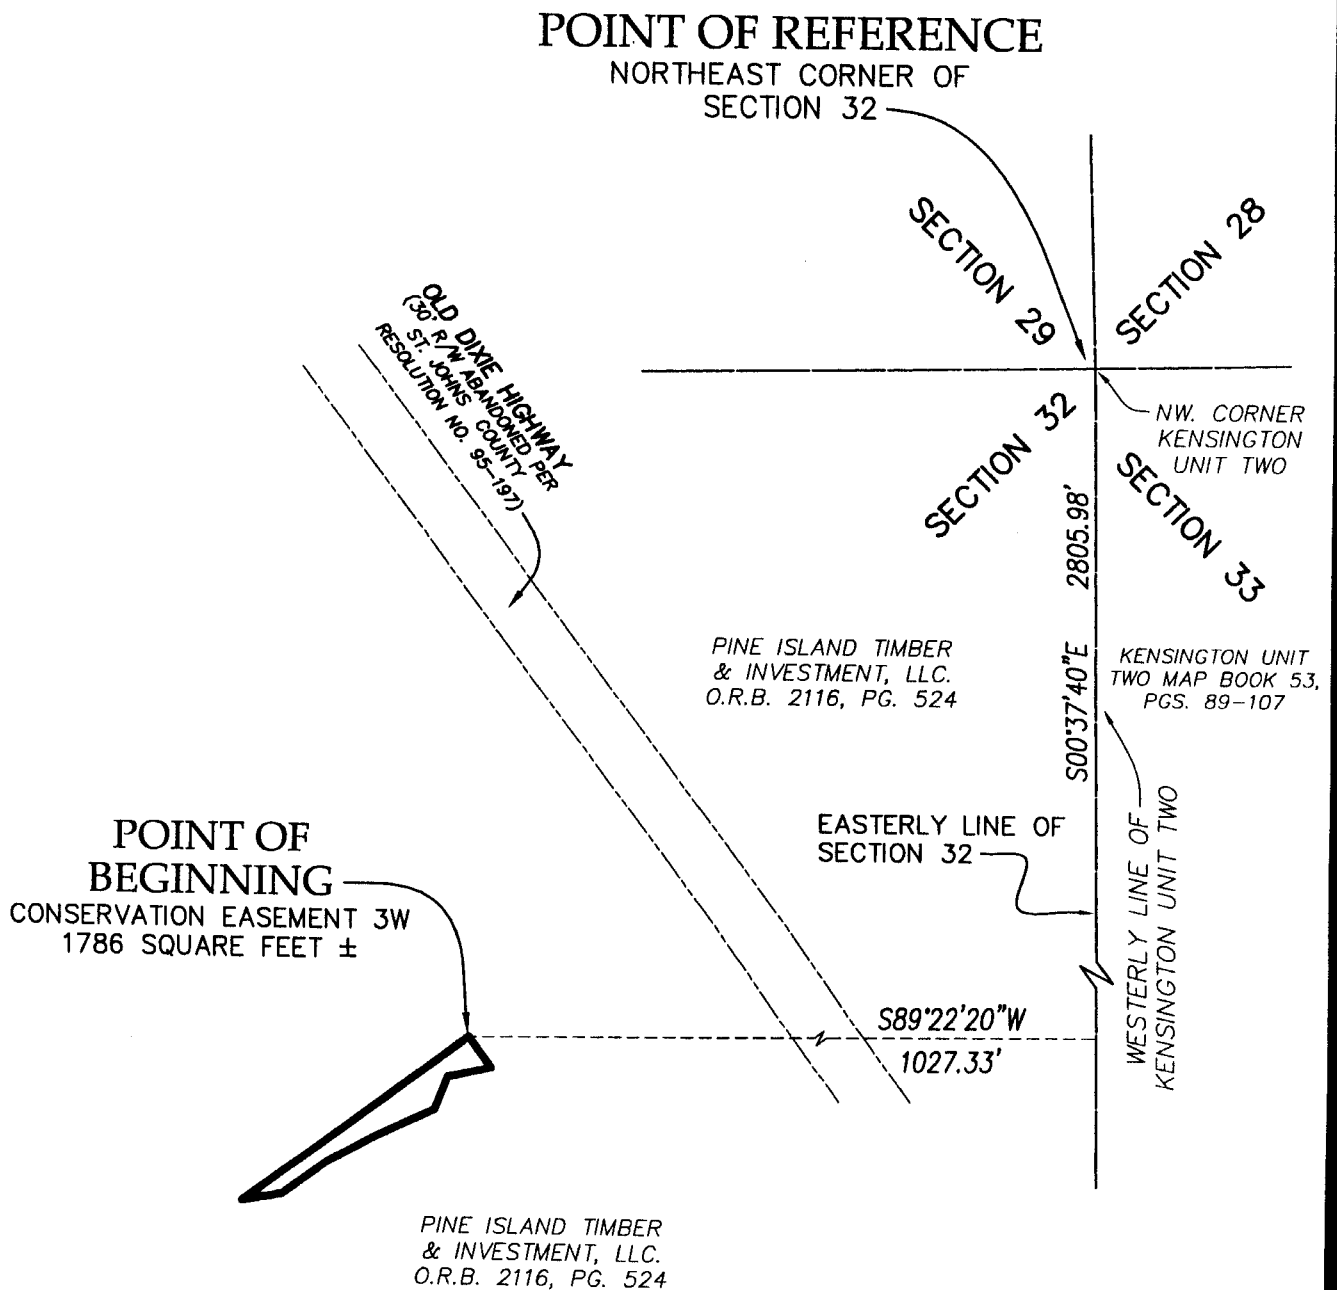 POINT OF REFERENCE
NORTHEAST CORNER OF
SECTION 32
SECTION 29
SECTION 28
SECTION 32
SECTION 33
NW. CORNER
KENSINGTON
UNIT TWO
OLD DIXIE HIGHWAY
(30' R/W ABANDONED PER
ST. JOHNS COUNTY
RESOLUTION NO. 95-197)
S00°37'40"E 2805.98'
PINE ISLAND TIMBER
& INVESTMENT, LLC.
O.R.B. 2116, PG. 524
KENSINGTON UNIT
TWO MAP BOOK 53,
PGS. 89-107
EASTERLY LINE OF
SECTION 32
WESTERLY LINE OF
KENSINGTON UNIT TWO
POINT OF
BEGINNING
CONSERVATION EASEMENT 3W
1786 SQUARE FEET ±
S89°22'20"W
1027.33'
PINE ISLAND TIMBER
& INVESTMENT, LLC.
O.R.B. 2116, PG. 524